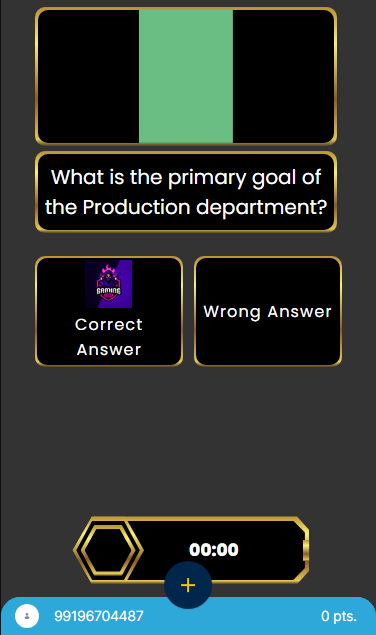 What is the primary goal of
the Production department?
GAMING
Correct
Answer
Wrong Answer
00:00
99196704487
0 pts.